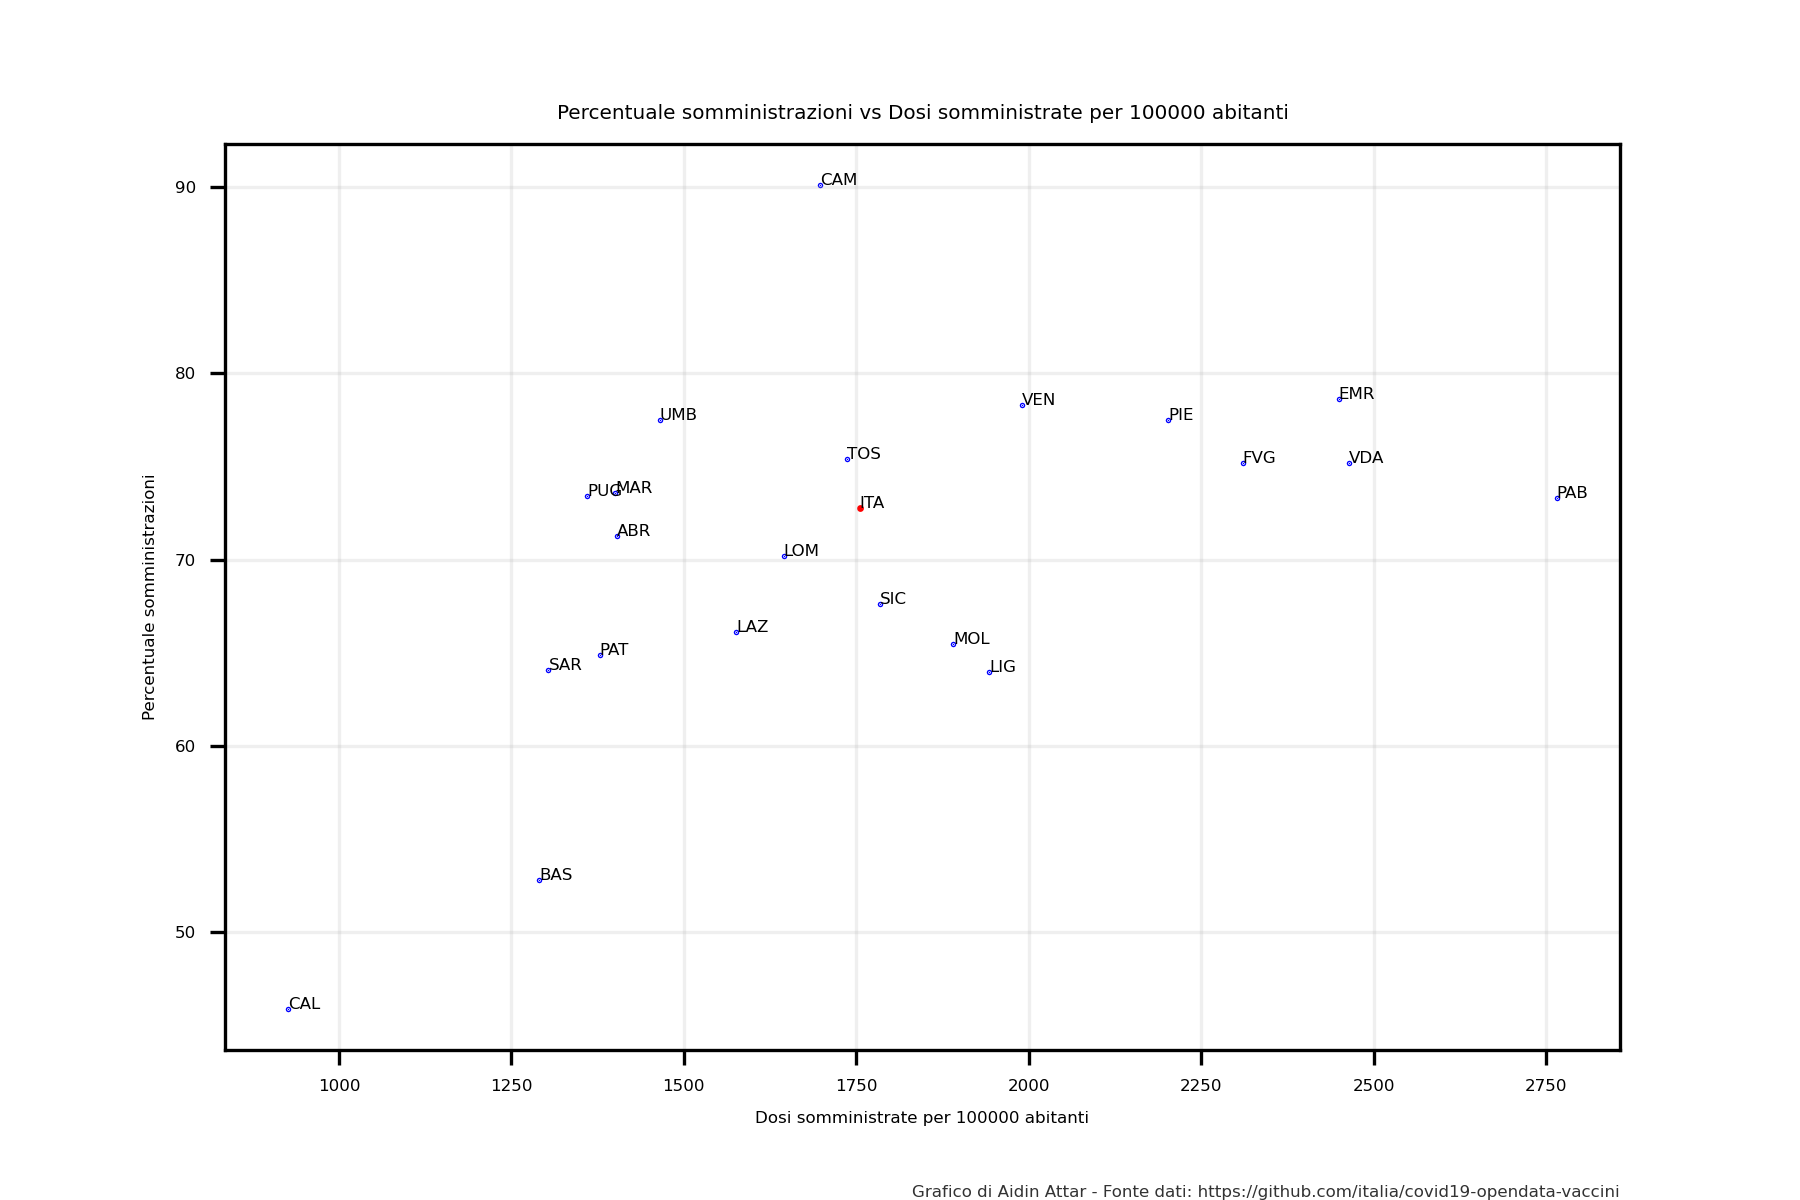 Percentuale somministrazioni vs Dosi somministrate per 100000 abitanti
CAM
90
80
EMR
VEN
UMB
PIE
TOS
FVG
VDA
PUG
MAR
PAB
ITA
ABR
LOM
70
SIC
LAZ
MOL
PAT
SAR
LIG
Percentuale somministrazioni
60
BAS
50
CAL
1000 1250 1500 1750 2000 2250 2500 2750
Dosi somministrate per 100000 abitanti
Grafico di Aidin Attar - Fonte dati: https://github.com/italia/covid19-opendata-vaccini